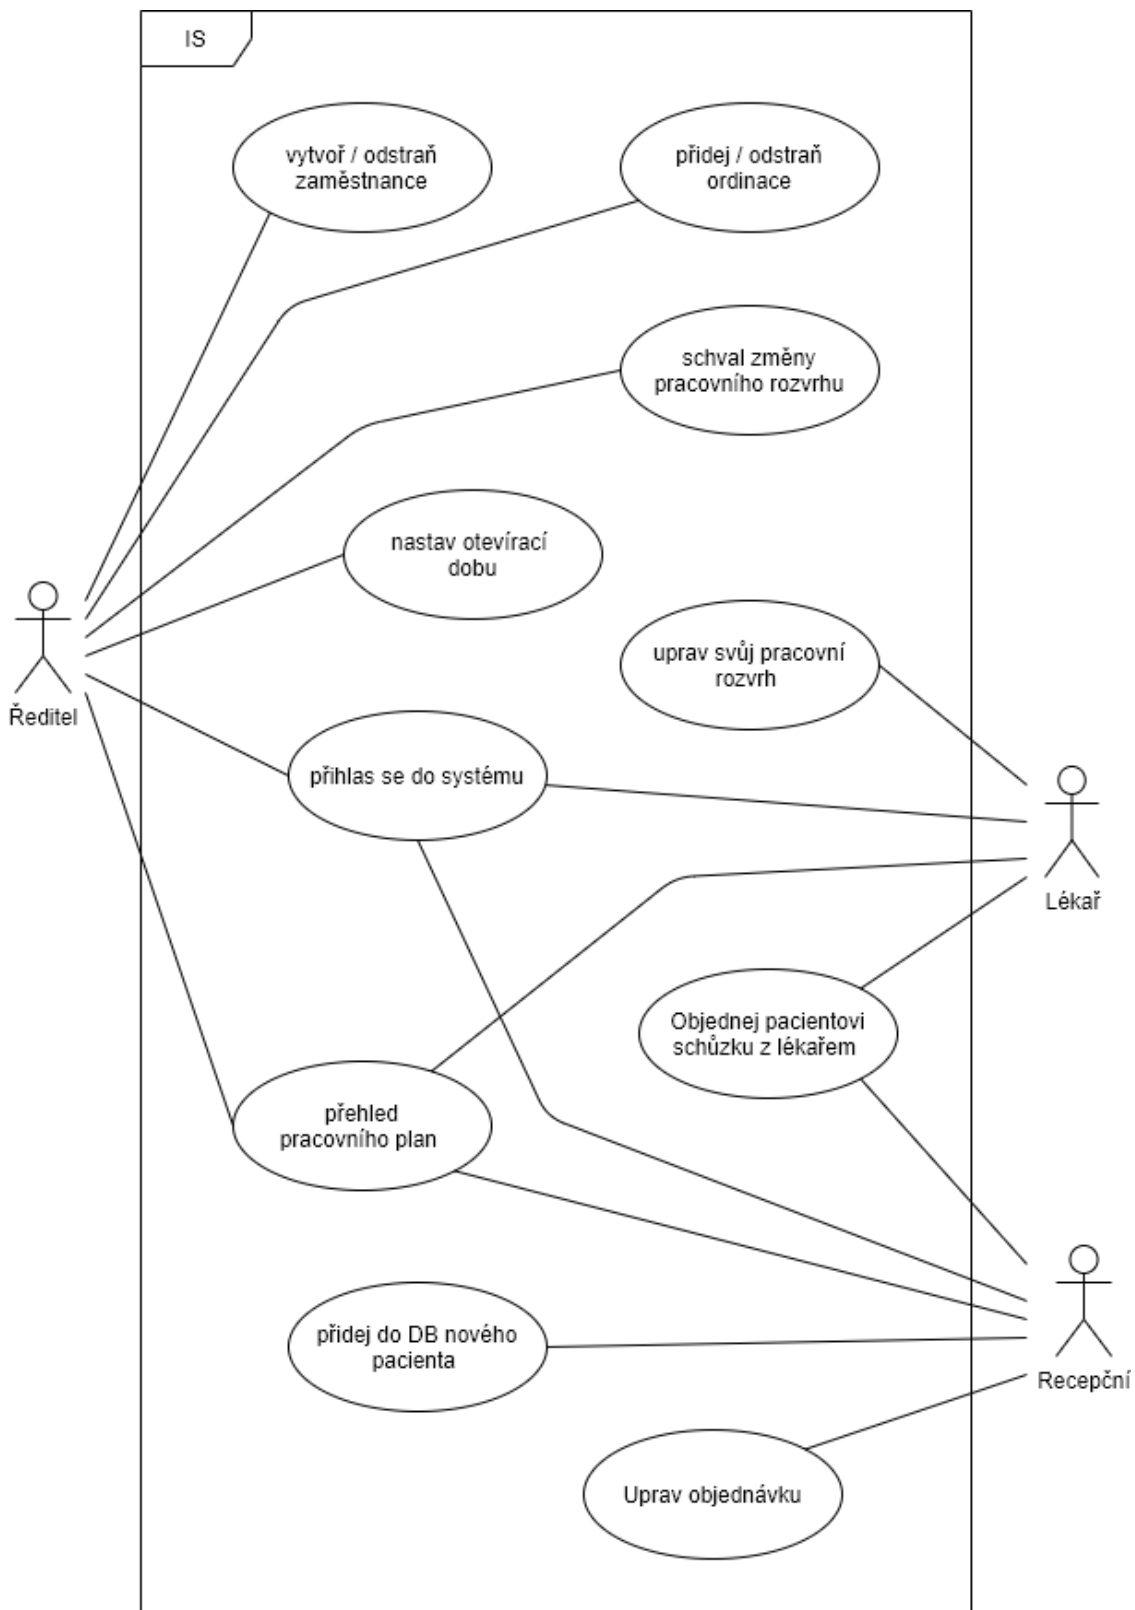 IS
vytvoř / odstraň
zaměstnance
přidej / odstraň
ordinace
schval změny
pracovního rozvrhu
nastav otevírací
dobu
uprav svůj pracovní
rozvrh
Ředitel
přihlas se do systému
Lékař
Objednej pacientovi
schůzku z lékařem
přehled
pracovního plan
přidej do DB nového
pacienta
Recepční
Uprav objednávku